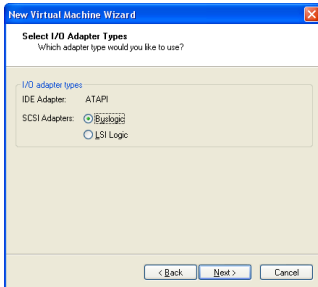 New Virtual Machine Wizard
Select I/O Adapter Types
Which adapter type would you like to use?
I/O adapter types
IDE Adapter: ATAPI
SCSI Adapters: Buslogic
LSI Logic
< Back Next > Cancel